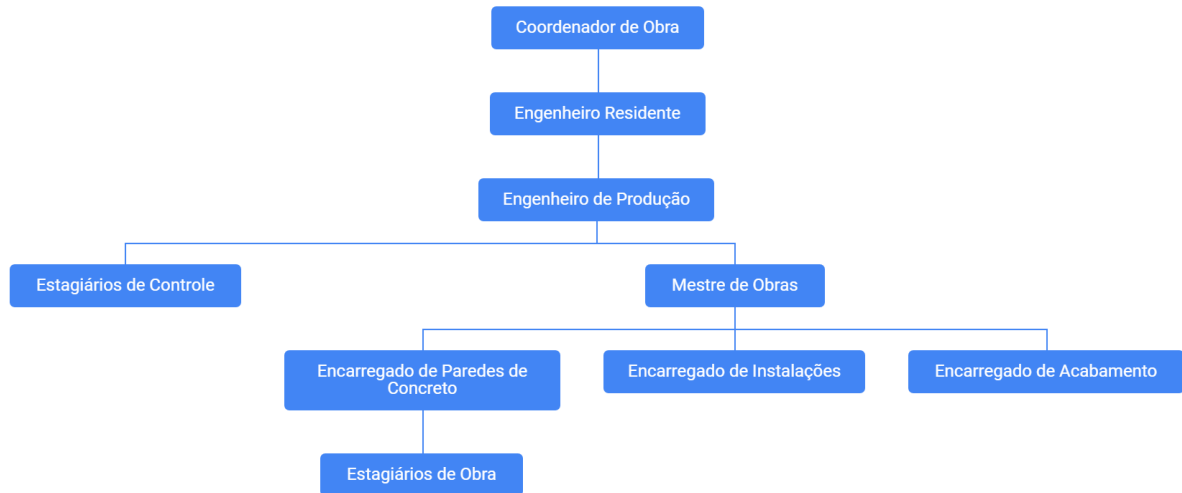 Coordenador de Obra
Engenheiro Residente
Engenheiro de Produção
Estagiários de Controle
Mestre de Obras
Encarregado de Paredes de
Concreto
Encarregado de Instalações
Encarregado de Acabamento
Estagiários de Obra